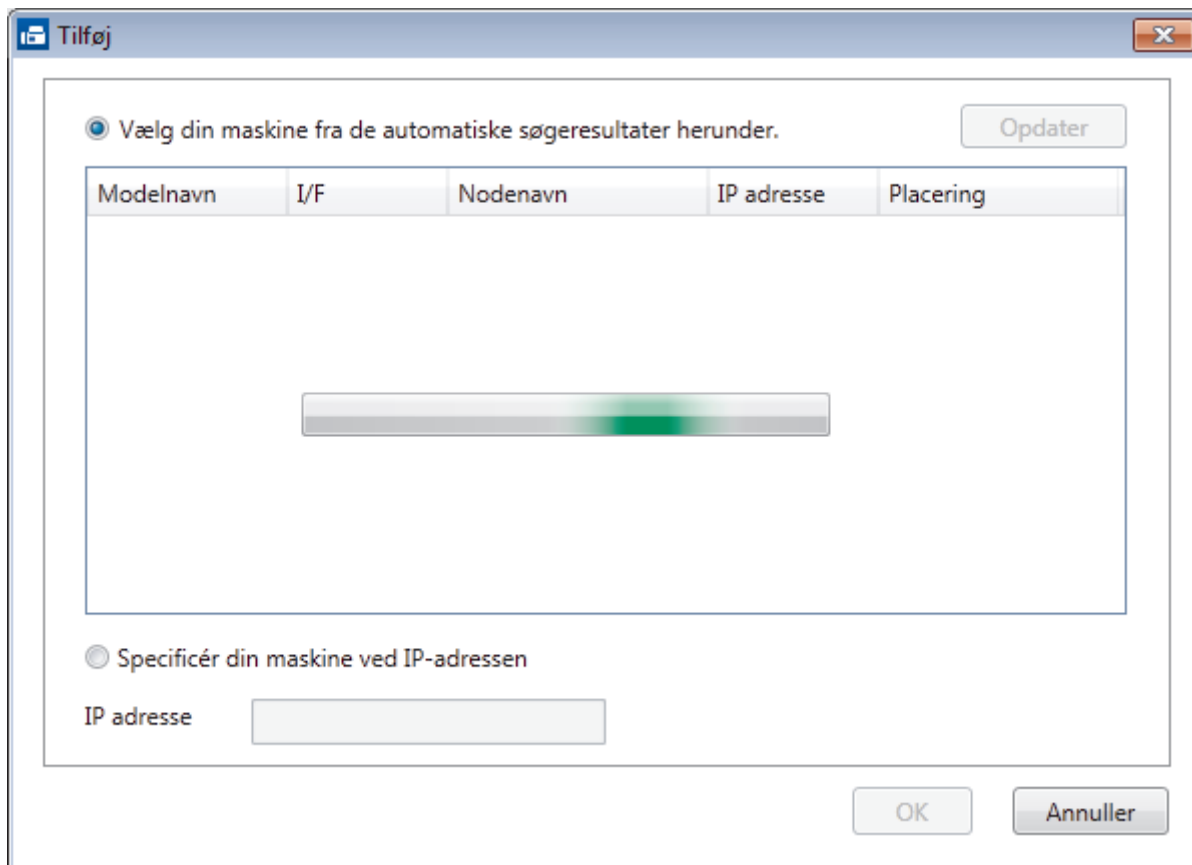 Tilføj
Vælg din maskine fra de automatiske søgeresultater herunder.
Opdater
Modelnavn I/F Nodenavn IP adresse Placering
Specificér din maskine ved IP-adressen
IP adresse
OK Annuller